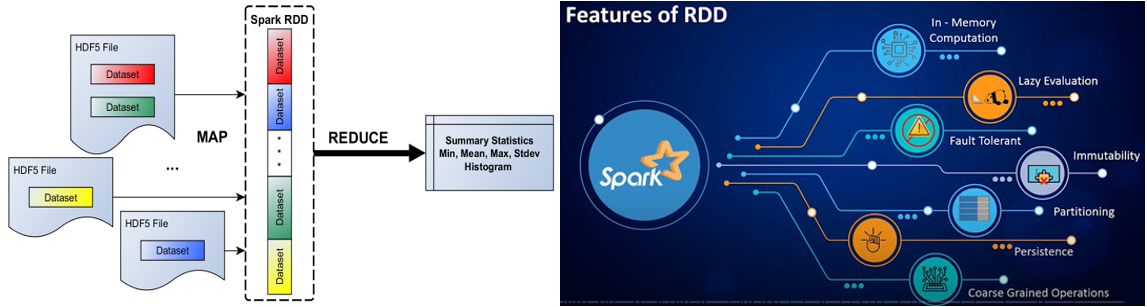 Spark RDD
HDF5 File
Dataset
Dataset
MAP
...
HDF5 File
Dataset
HDF5 File
Dataset
Dataset
Dataset
Dataset
Dataset
REDUCE
Summary Statistics
Min, Mean, Max, Stdev
Histogram
Features of RDD
Spark
In - Memory
Computation
Lazy Evaluation
Fault Tolerant
Immutability
Partitioning
Persistence
Coarse Grained Operations